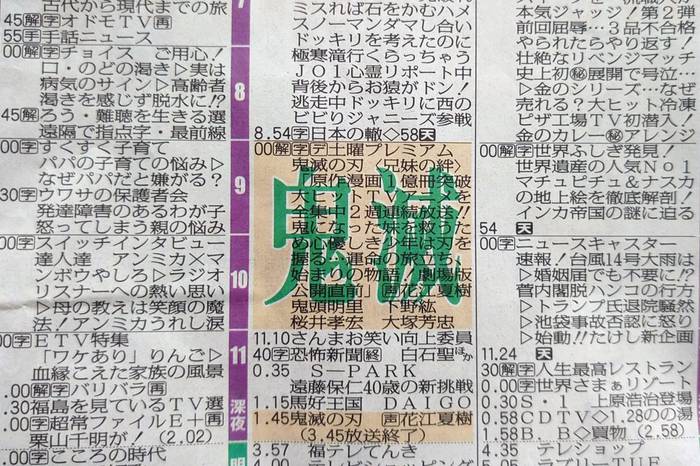 古代から現代までの旅
45解字オドモTV再
55手話ニュース
00解字チョイス ご用心!
口・のどの渇き▷実は
病気のサイン▷高齢者
渇きを感じず脱水に!?
45解ろう・難聴を生きる選
遠隔で指点字・最前線
00字すくすく子育て
パパの子育ての悩み▷
なぜパパだと嫌がる?
30字ウワサの保護者会
発達障害のあるわが子
怒ってしまう親の悩み
00字スイッチインタビュー
達人達 アンミカ×マ
ンボウやしろ▷ラジオ
リスナーへの熱い思い
▷母の教えは笑顔の魔
法!アンミカうれし涙
00字ETV特集
「ワケあり」りんご▷
血縁こえた家族の風景
.00解字バリバラ再
.30福島を見ているTV選
.00字超常ファイルE+再
栗山千明が!(2.02)
00字こころの時代
7
8
9
10
11
深夜
明
ミスれば石をかむハメ
スノーマンダマし合い
ドッキリを考えたのに
極寒滝行くらっちゃう
JO1心霊リポート中
背後からお猿がドン!
逃走中ドッキリに西の
ビビりジャニーズ参戦
8.54字日本の轍◇58天
鬼滅
00解字デ土曜プレミアム
鬼滅の刃〈兄妹の絆〉
▷原作漫画1億冊突破
大ヒットTVアニメを
全集中2週連続放送!!
鬼になった妹を救うた
め心優しき少年は刃を
握る▷運命の旅立ち、
始まりの物語「劇場版
公開直前」声花江夏樹
鬼頭明里 下野紘
桜井孝宏 大塚芳忠
11.10さんまお笑い向上委員
40字恐怖新聞終 白石聖ほか
0.35 S-PARK
遠藤保仁40歳の新挑戦
1.15馬好王国 DAIGO
1.45鬼滅の刃 声花江夏樹
(3.45放送終了)
3.57 福テレてんき
4.00 テレビショッピング
本気ジャッジ!第2弾
前回屈辱…3品不合格
やられたらやり返す!
壮絶なリベンジマッチ
史上初㊙展開で号泣…
▷金のシリーズ…なぜ
売れる?大ヒット冷凍
ピザ工場TV初潜入!
金のカレー㊙アレンジ
00解字世界ふしぎ発見!
世界遺産の人気No1
マチュピチュ&ナスカ
の地上絵を徹底解剖!
インカ帝国の謎に迫る
54 天
00字ニュースキャスター
速報!台風14号大雨は
▷婚姻届でも不要に!?
菅内閣脱ハンコの行方
▷トランプ氏退院騒然
▷池袋事故否認に怒り
▷始動!!たけし新企画
11.24 天
30解字人生最高レストラン
0.00字世界さまぁリゾート
0.30S・1 上原浩治登場
1.58CDTV◇1.28のの湯
1.58B.B◇買物(2.58)
4.35 テレショップ